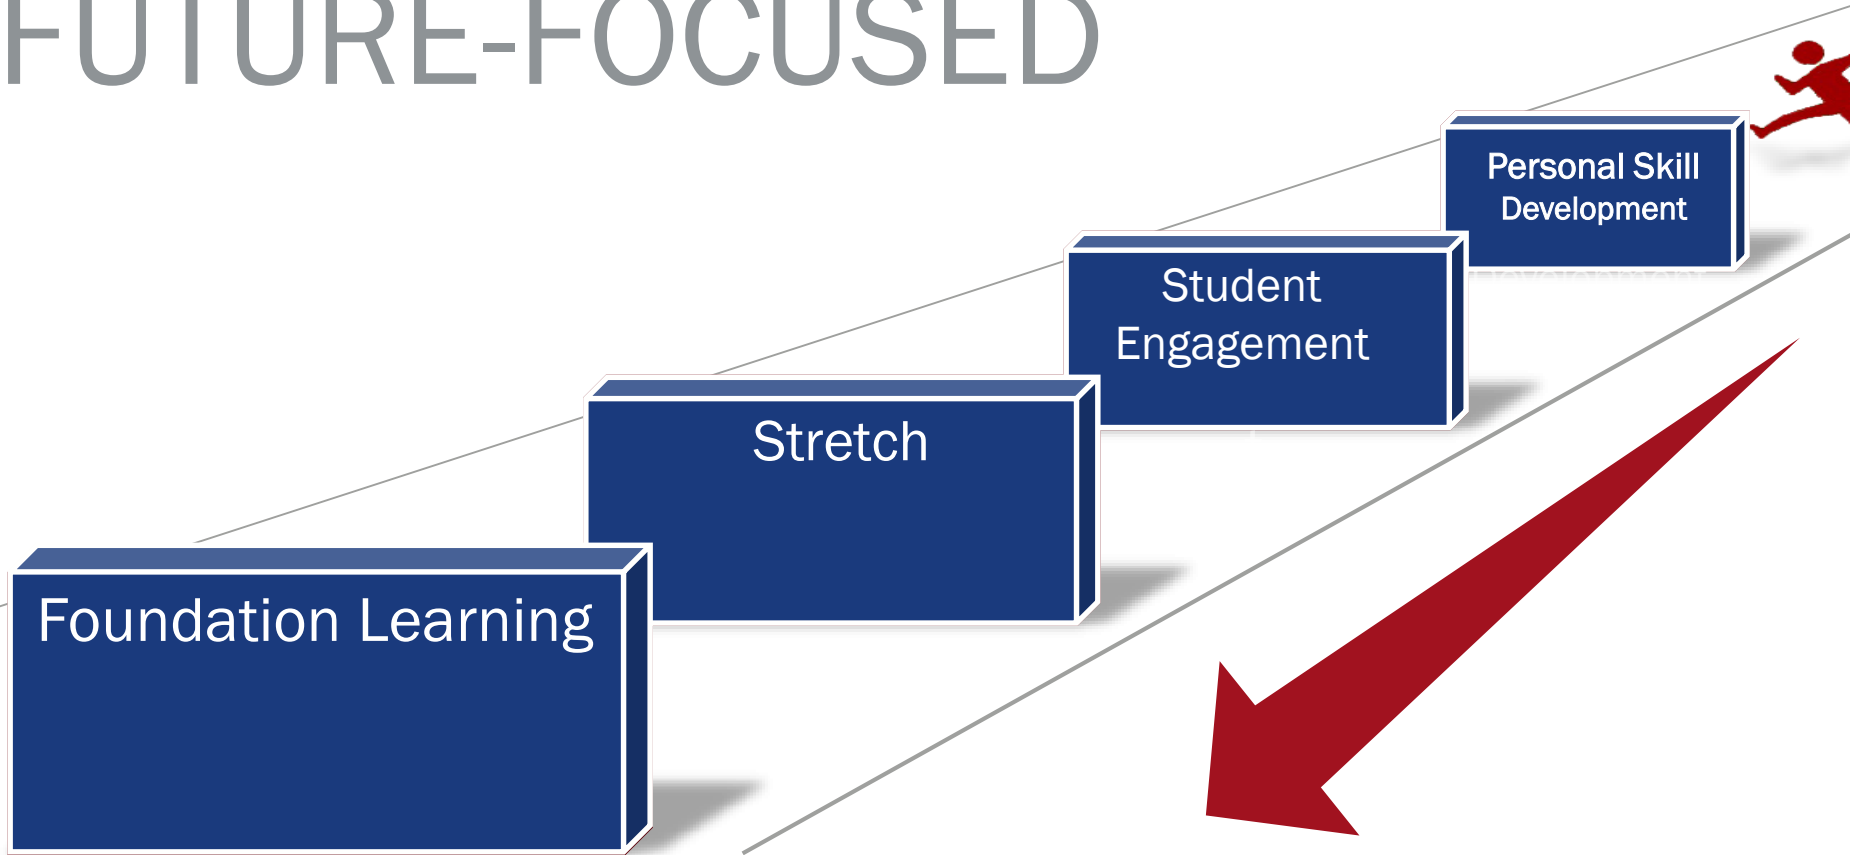 FUTURE-FOCUSED
Personal Skill
Development
Student
Engagement
Stretch
Foundation Learning